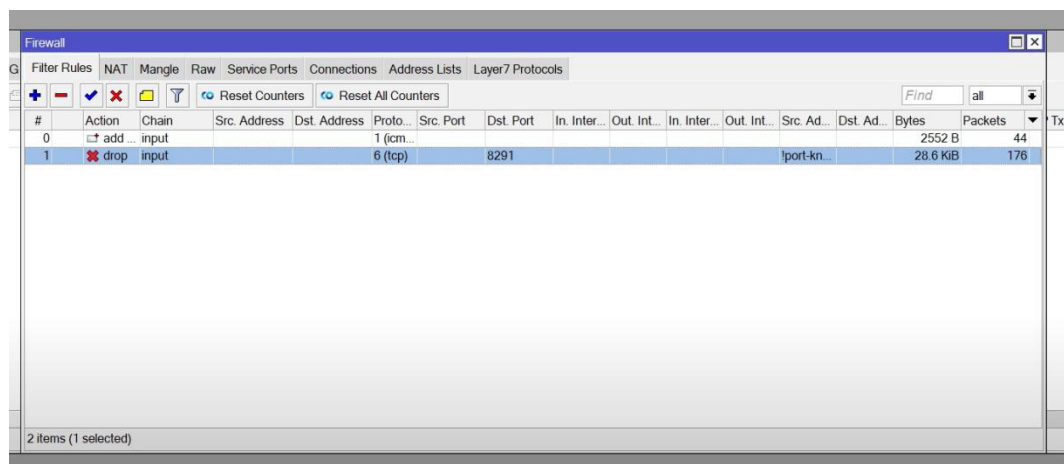 Firewall
G Filter Rules NAT Mangle Raw Service Ports Connections Address Lists Layer7 Protocols
Reset Counters Reset All Counters Find all
# Action Chain Src. Address Dst. Address Proto... Src. Port Dst. Port In. Inter... Out. Int... In. Inter... Out. Int... Src. Ad... Dst. Ad... Bytes Packets Tx
0 add ... input 1 (icm... 2552 B 44
1 drop input 6 (tcp) 8291 !port-kn... 28.6 KiB 176
2 items (1 selected)